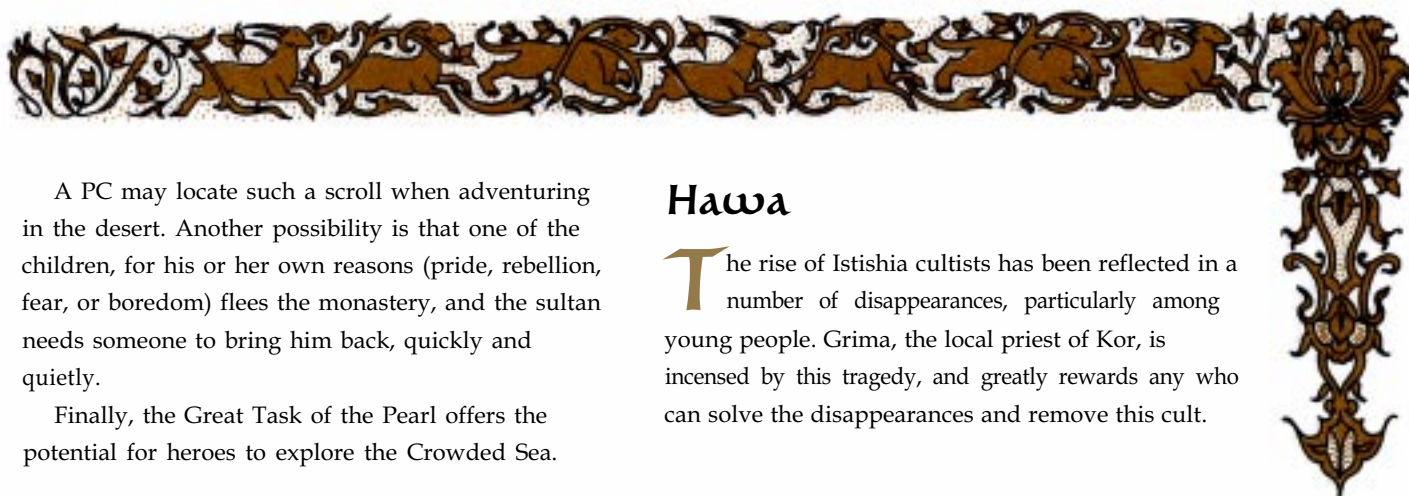 A PC may locate such a scroll when adventuring
in the desert. Another possibility is that one of the
children, for his or her own reasons (pride, rebellion,
fear, or boredom) flees the monastery, and the sultan
needs someone to bring him back, quickly and
quietly.
Finally, the Great Task of the Pearl offers the
potential for heroes to explore the Crowded Sea.
Hawa
The rise of Istishia cultists has been reflected in a
number of disappearances, particularly among
young people. Grima, the local priest of Kor, is
incensed by this tragedy, and greatly rewards any who
can solve the disappearances and remove this cult.